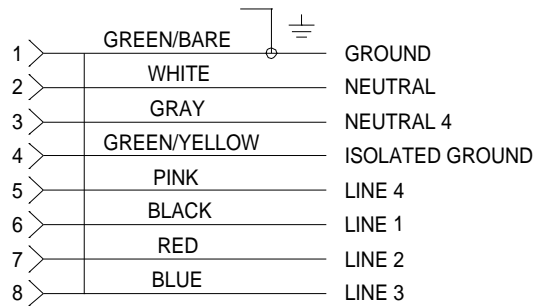 1 GREEN/BARE GROUND
2 WHITE NEUTRAL
3 GRAY NEUTRAL 4
4 GREEN/YELLOW ISOLATED GROUND
5 PINK LINE 4
6 BLACK LINE 1
7 RED LINE 2
8 BLUE LINE 3